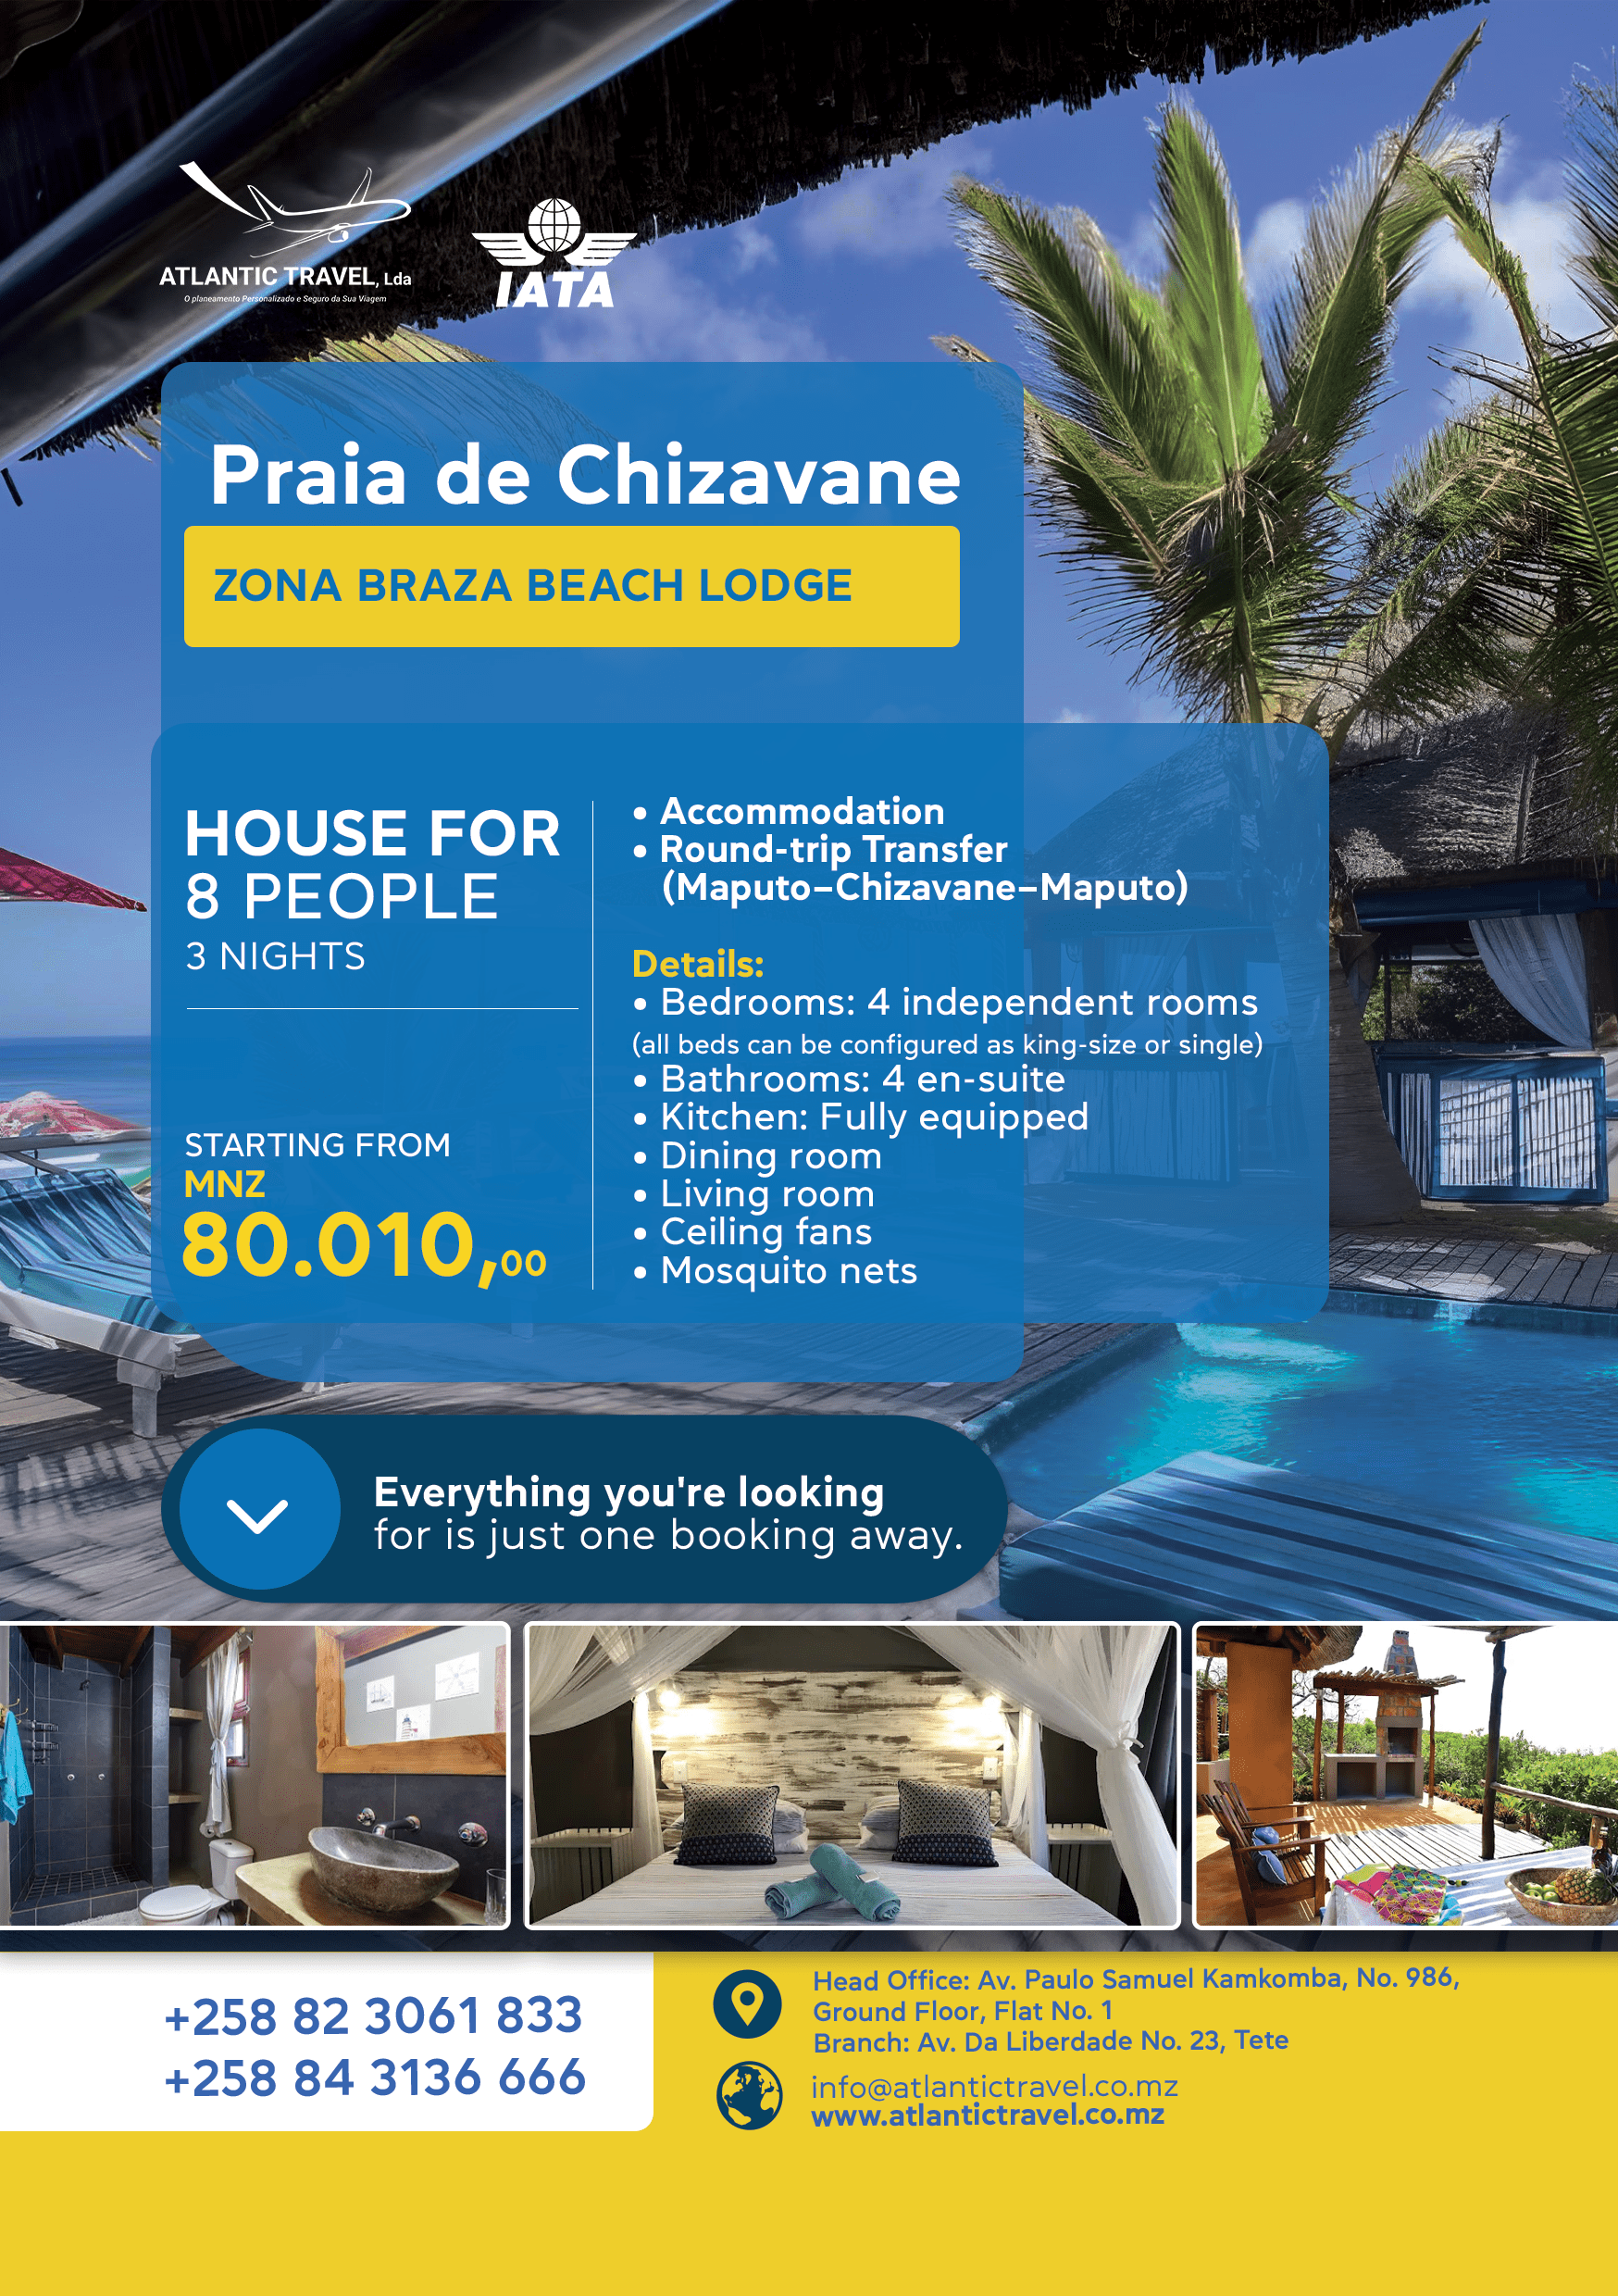 ATLANTIC TRAVEL, Lda
O planeamento Personalizado e Seguro da Sua Viagem
IATA
Praia de Chizavane
ZONA BRAZA BEACH LODGE
HOUSE FOR
8 PEOPLE
3 NIGHTS
STARTING FROM
MNZ
80.010,00
• Accommodation
• Round-trip Transfer
(Maputo–Chizavane–Maputo)
Details:
• Bedrooms: 4 independent rooms
(all beds can be configured as king-size or single)
• Bathrooms: 4 en-suite
• Kitchen: Fully equipped
• Dining room
• Living room
• Ceiling fans
• Mosquito nets
Everything you're looking
for is just one booking away.
+258 82 3061 833
+258 84 3136 666
Head Office: Av. Paulo Samuel Kamkomba, No. 986,
Ground Floor, Flat No. 1
Branch: Av. Da Liberdade No. 23, Tete
info@atlantictravel.co.mz
www.atlantictravel.co.mz